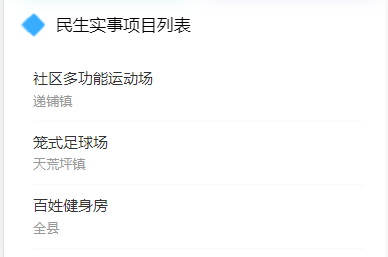 民生实事项目列表
社区多功能运动场
递铺镇
笼式足球场
天荒坪镇
百姓健身房
全县